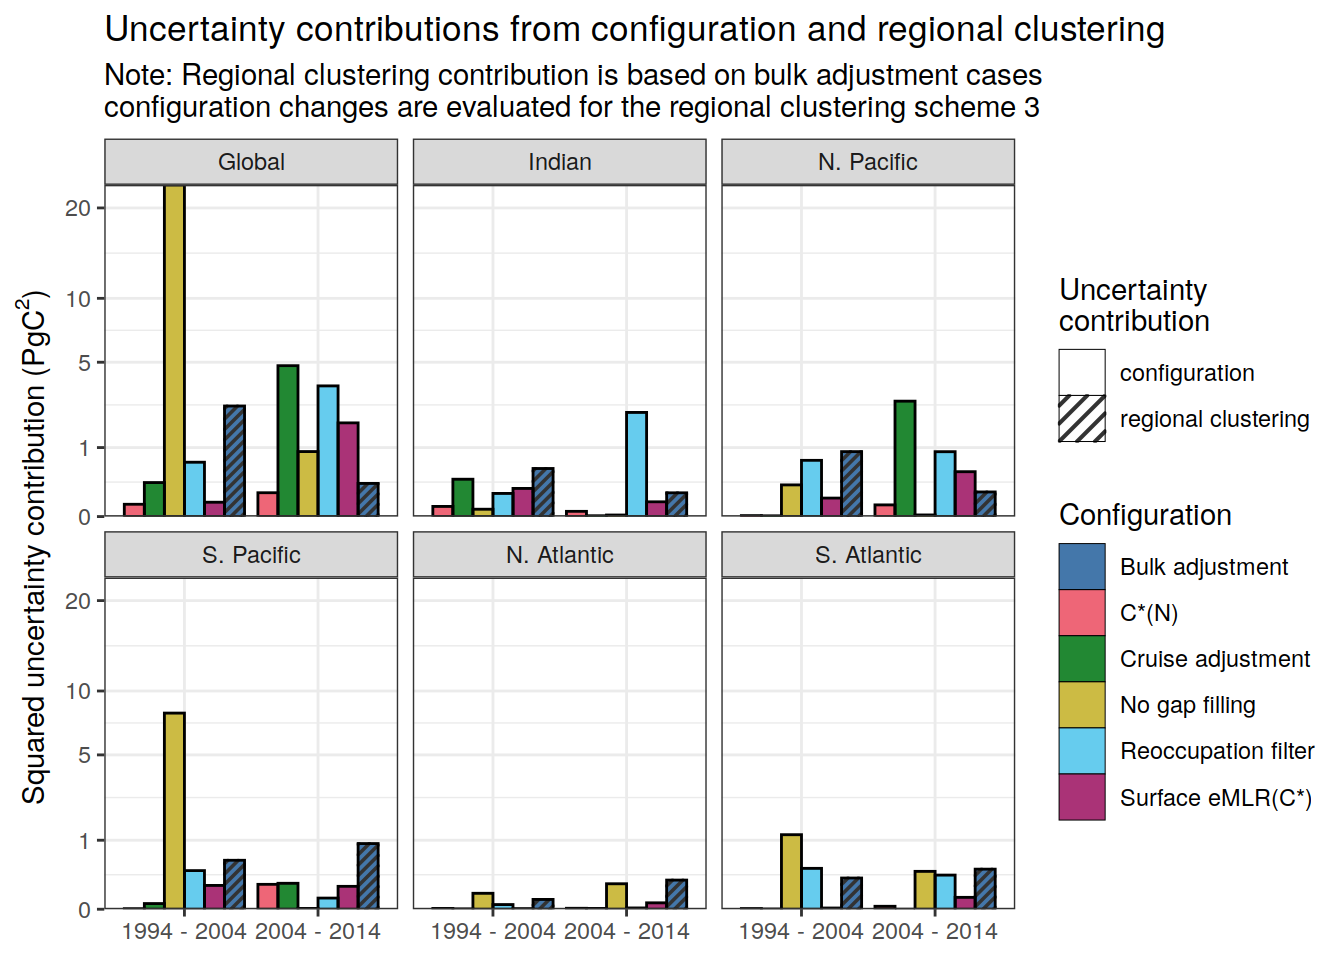 Uncertainty contributions from configuration and regional clustering
Note: Regional clustering contribution is based on bulk adjustment cases
configuration changes are evaluated for the regional clustering scheme 3
Global
Indian
N. Pacific
20
10
5
1
0
S. Pacific
N. Atlantic
S. Atlantic
20
10
5
1
0
1994 - 2004 2004 - 2014
1994 - 2004 2004 - 2014
1994 - 2004 2004 - 2014
Squared uncertainty contribution (PgC²)
Uncertainty
contribution
configuration
regional clustering
Configuration
Bulk adjustment
C*(N)
Cruise adjustment
No gap filling
Reoccupation filter
Surface eMLR(C*)